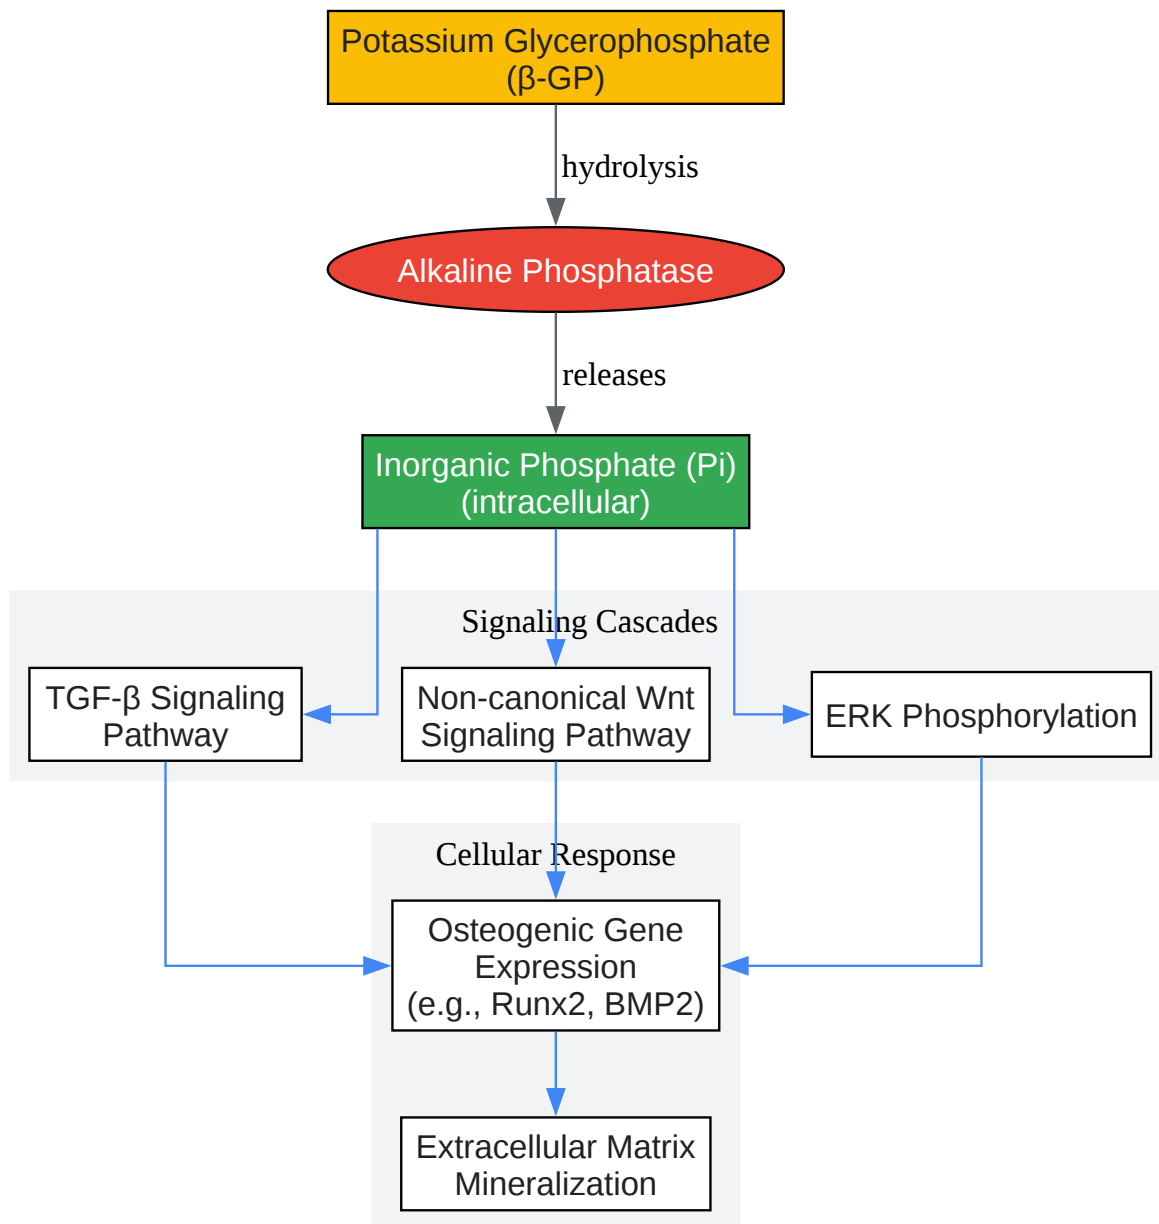 Potassium Glycerophosphate
(β-GP)
hydrolysis
Alkaline Phosphatase
releases
Inorganic Phosphate (Pi)
(intracellular)
Signaling Cascades
TGF-β Signaling
Pathway
Non-canonical Wnt
Signaling Pathway
ERK Phosphorylation
Cellular Response
Osteogenic Gene
Expression
(e.g., Runx2, BMP2)
Extracellular Matrix
Mineralization